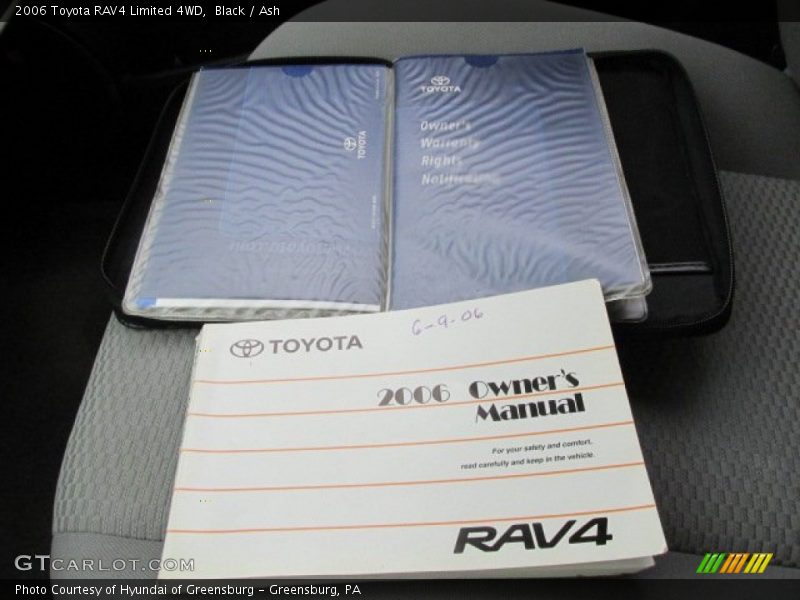 2006 Toyota RAV4 Limited 4WD, Black / Ash
TOYOTA
TOYOTA
Owner's
Warranty
Rights
Notification
TOYOTA
6-9-06
2006 Owner's
Manual
For your safety and comfort,
read carefully and keep in the vehicle.
RAV4
GTCARLOT.COM
Photo Courtesy of Hyundai of Greensburg - Greensburg, PA